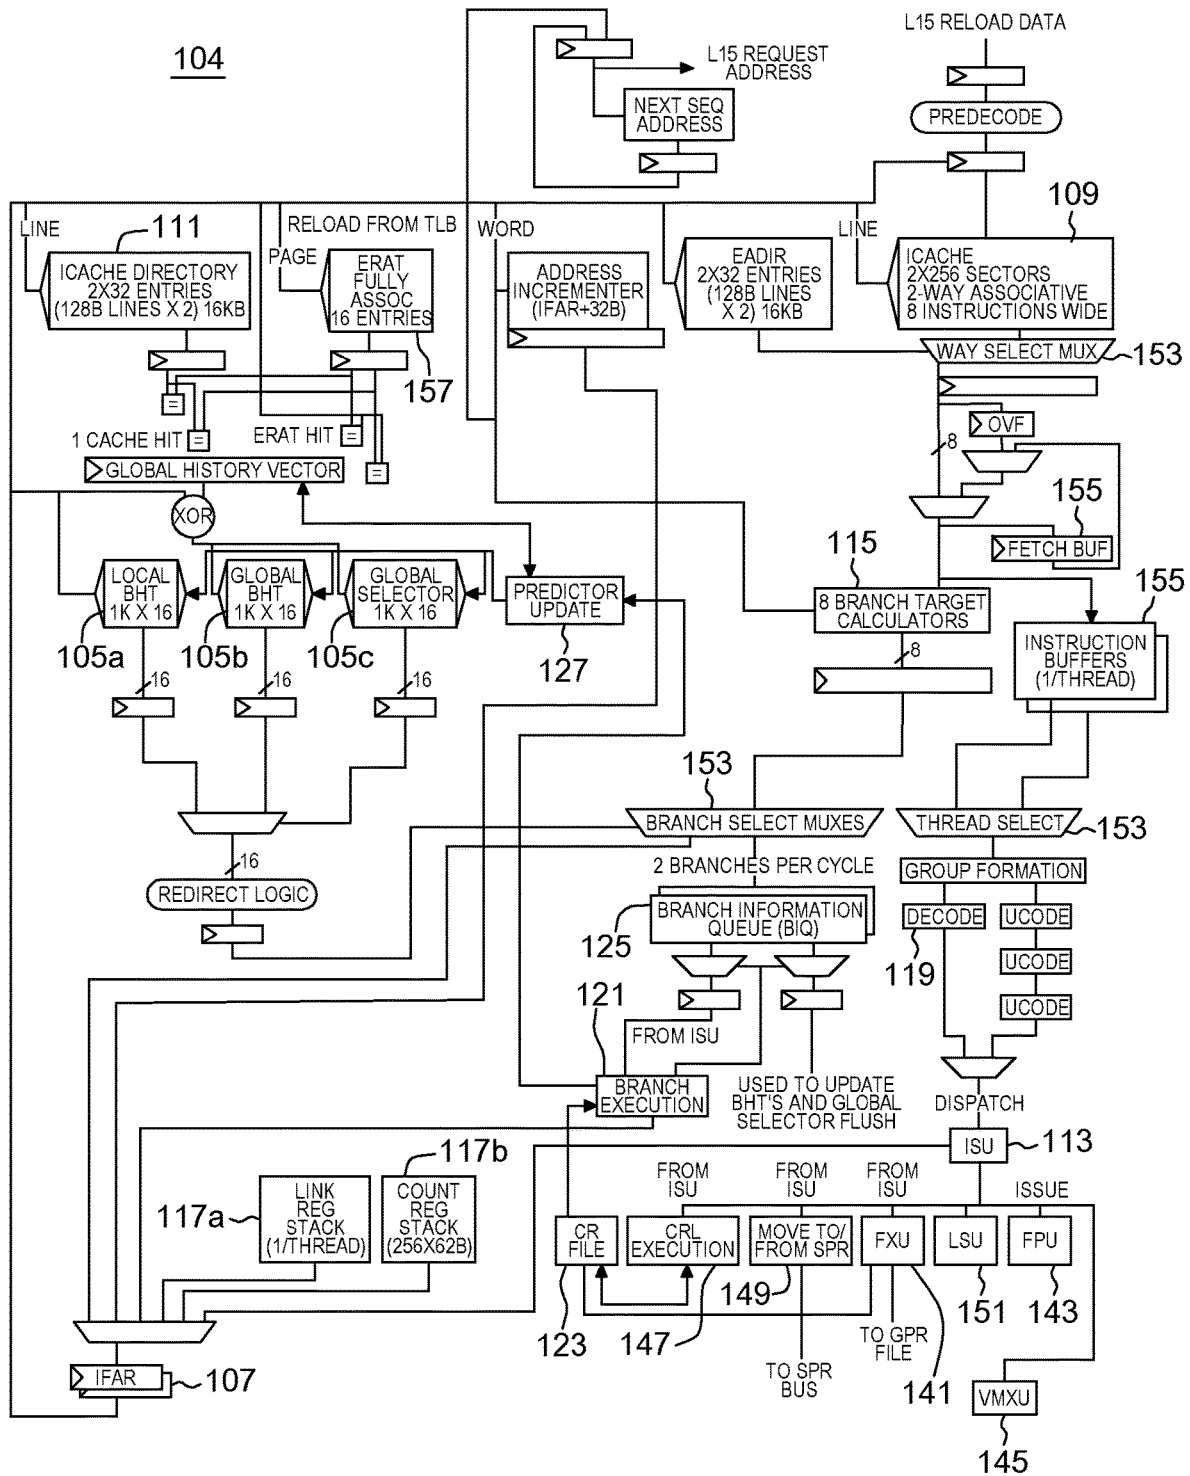 104
L15 REQUEST
ADDRESS
NEXT SEQ
ADDRESS
L15 RELOAD DATA
PREDECODE
LINE
111
ICACHE DIRECTORY
2X32 ENTRIES
(128B LINES X 2) 16KB
RELOAD FROM TLB
PAGE
ERAT
FULLY
ASSOC
16 ENTRIES
157
WORD
ADDRESS
INCREMENTER
(IFAR+32B)
EADIR
2X32 ENTRIES
(128B LINES
X 2) 16KB
LINE
109
ICACHE
2X256 SECTORS
2-WAY ASSOCIATIVE
8 INSTRUCTIONS WIDE
WAY SELECT MUX
153
=
=
1 CACHE HIT
ERAT HIT
=
=
OVF
8
GLOBAL HISTORY VECTOR
XOR
155
FETCH BUF
LOCAL
BHT
1K X 16
105a
GLOBAL
BHT
1K X 16
105b
GLOBAL
SELECTOR
1K X 16
105c
PREDICTOR
UPDATE
127
115
8 BRANCH TARGET
CALCULATORS
8
155
INSTRUCTION
BUFFERS
(1/THREAD)
16
16
16
153
BRANCH SELECT MUXES
THREAD SELECT
153
16
REDIRECT LOGIC
2 BRANCHES PER CYCLE
BRANCH INFORMATION
QUEUE (BIQ)
125
GROUP FORMATION
DECODE
119
UCODE
UCODE
UCODE
FROM ISU
121
BRANCH
EXECUTION
USED TO UPDATE
BHT'S AND GLOBAL
SELECTOR FLUSH
DISPATCH
ISU
113
117a
LINK
REG
STACK
(1/THREAD)
117b
COUNT
REG
STACK
(256X62B)
FROM
ISU
FROM
ISU
FROM
ISU
ISSUE
CR
FILE
123
CRL
EXECUTION
147
MOVE TO/
FROM SPR
149
FXU
141
LSU
151
FPU
143
TO SPR
BUS
TO GPR
FILE
VMXU
145
IFAR
107